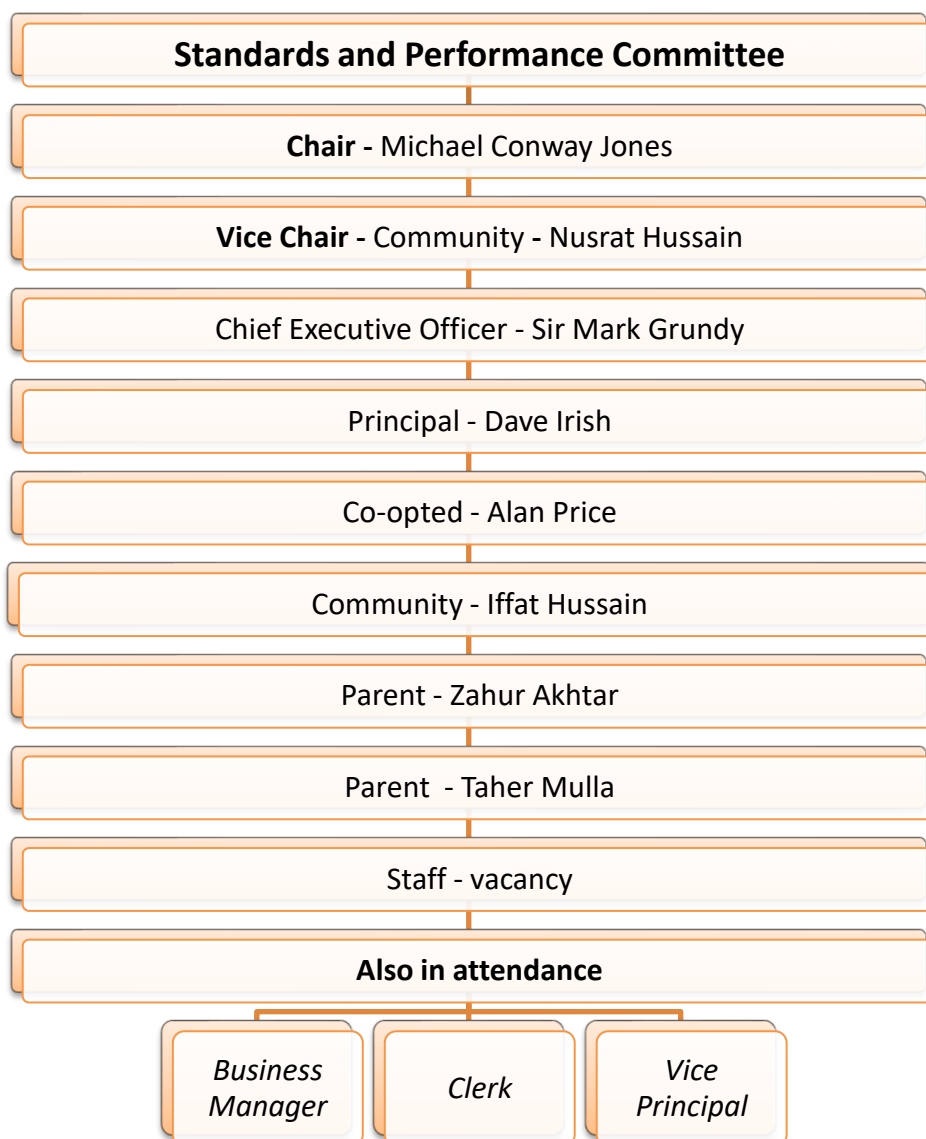 Standards and Performance Committee
Chair - Michael Conway Jones
Vice Chair - Community - Nusrat Hussain
Chief Executive Officer - Sir Mark Grundy
Principal - Dave Irish
Co-opted - Alan Price
Community - Iffat Hussain
Parent - Zahur Akhtar
Parent  - Taher Mulla
Staff - vacancy
Also in attendance
Business
Manager
Clerk
Vice
Principal